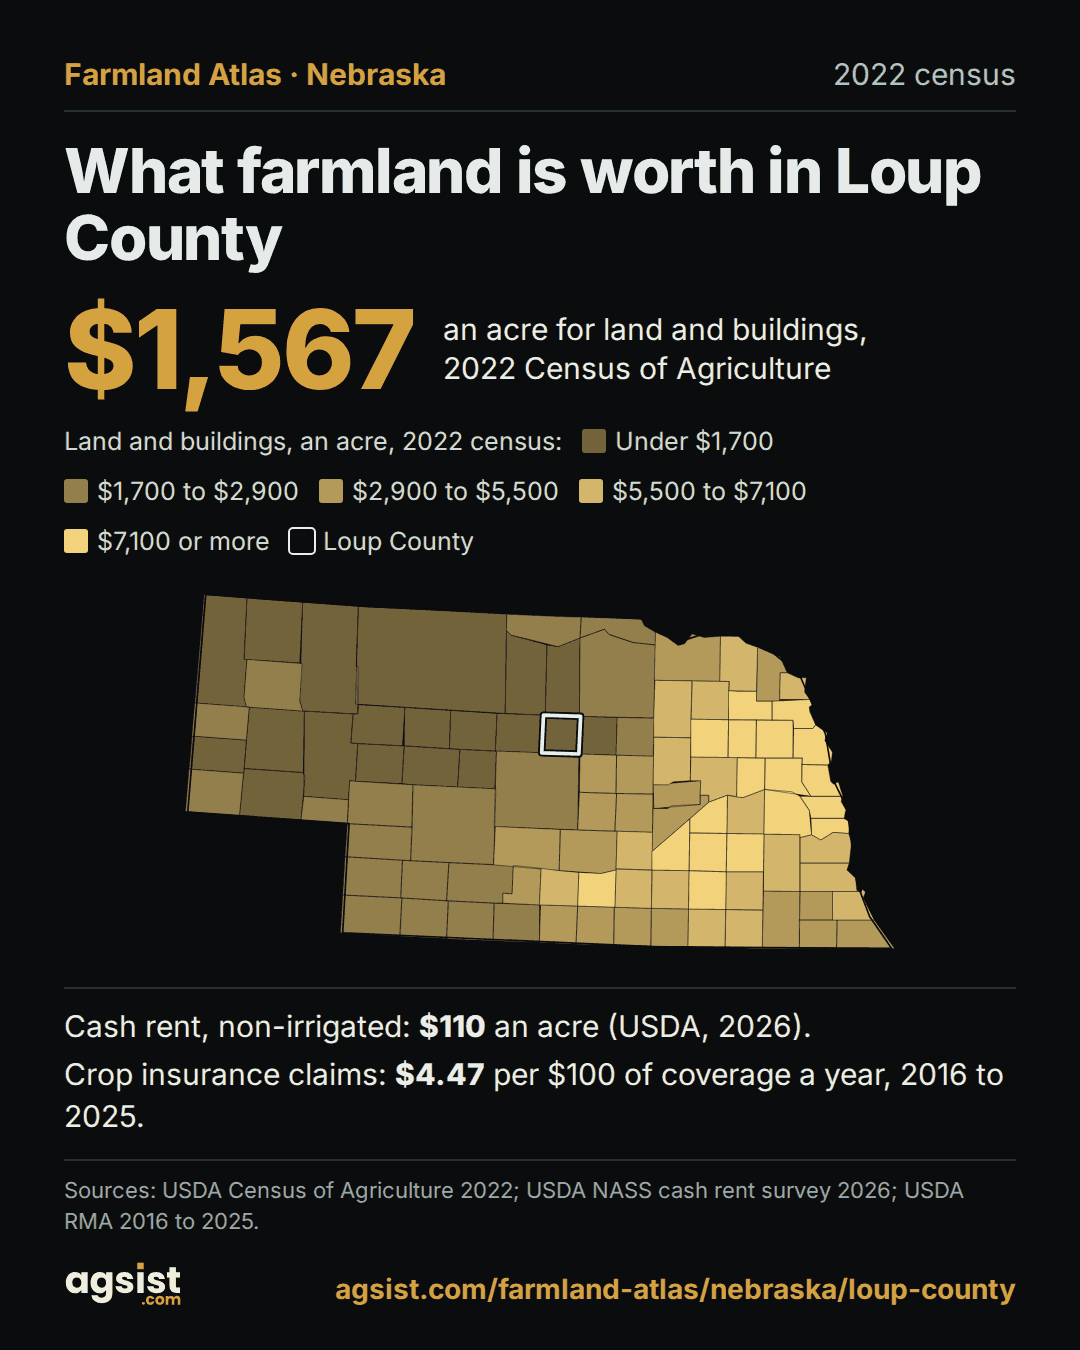 Farmland Atlas · Nebraska
2022 census
What farmland is worth in Loup
County
$1,567
an acre for land and buildings,
2022 Census of Agriculture
Land and buildings, an acre, 2022 census: Under $1,700
$1,700 to $2,900 $2,900 to $5,500 $5,500 to $7,100
$7,100 or more Loup County
Cash rent, non-irrigated: $110 an acre (USDA, 2026).
Crop insurance claims: $4.47 per $100 of coverage a year, 2016 to
2025.
Sources: USDA Census of Agriculture 2022; USDA NASS cash rent survey 2026; USDA
RMA 2016 to 2025.
agsist
.com
agsist.com/farmland-atlas/nebraska/loup-county